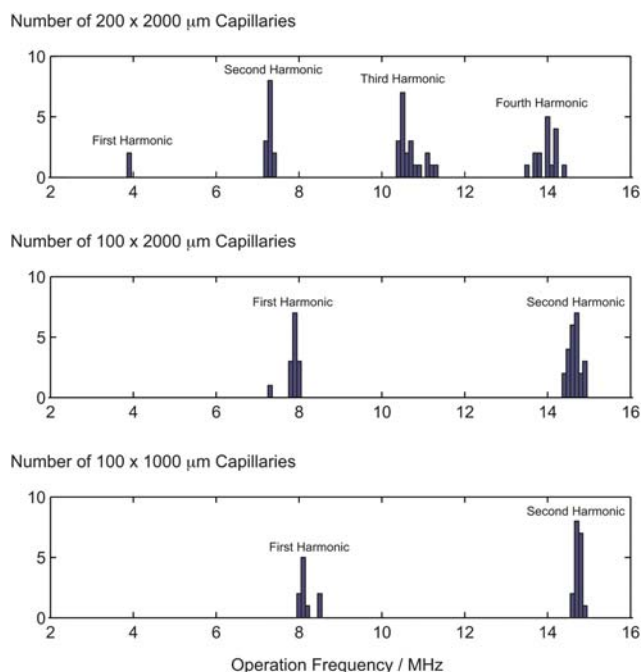 Number of 200 x 2000 μm Capillaries
10
Second Harmonic
Third Harmonic
Fourth Harmonic
5
First Harmonic
0
2 4 6 8 10 12 14 16
Number of 100 x 2000 μm Capillaries
10
First Harmonic Second Harmonic
5
0
2 4 6 8 10 12 14 16
Number of 100 x 1000 μm Capillaries
10
Second Harmonic
First Harmonic
5
0
2 4 6 8 10 12 14 16
Operation Frequency / MHz